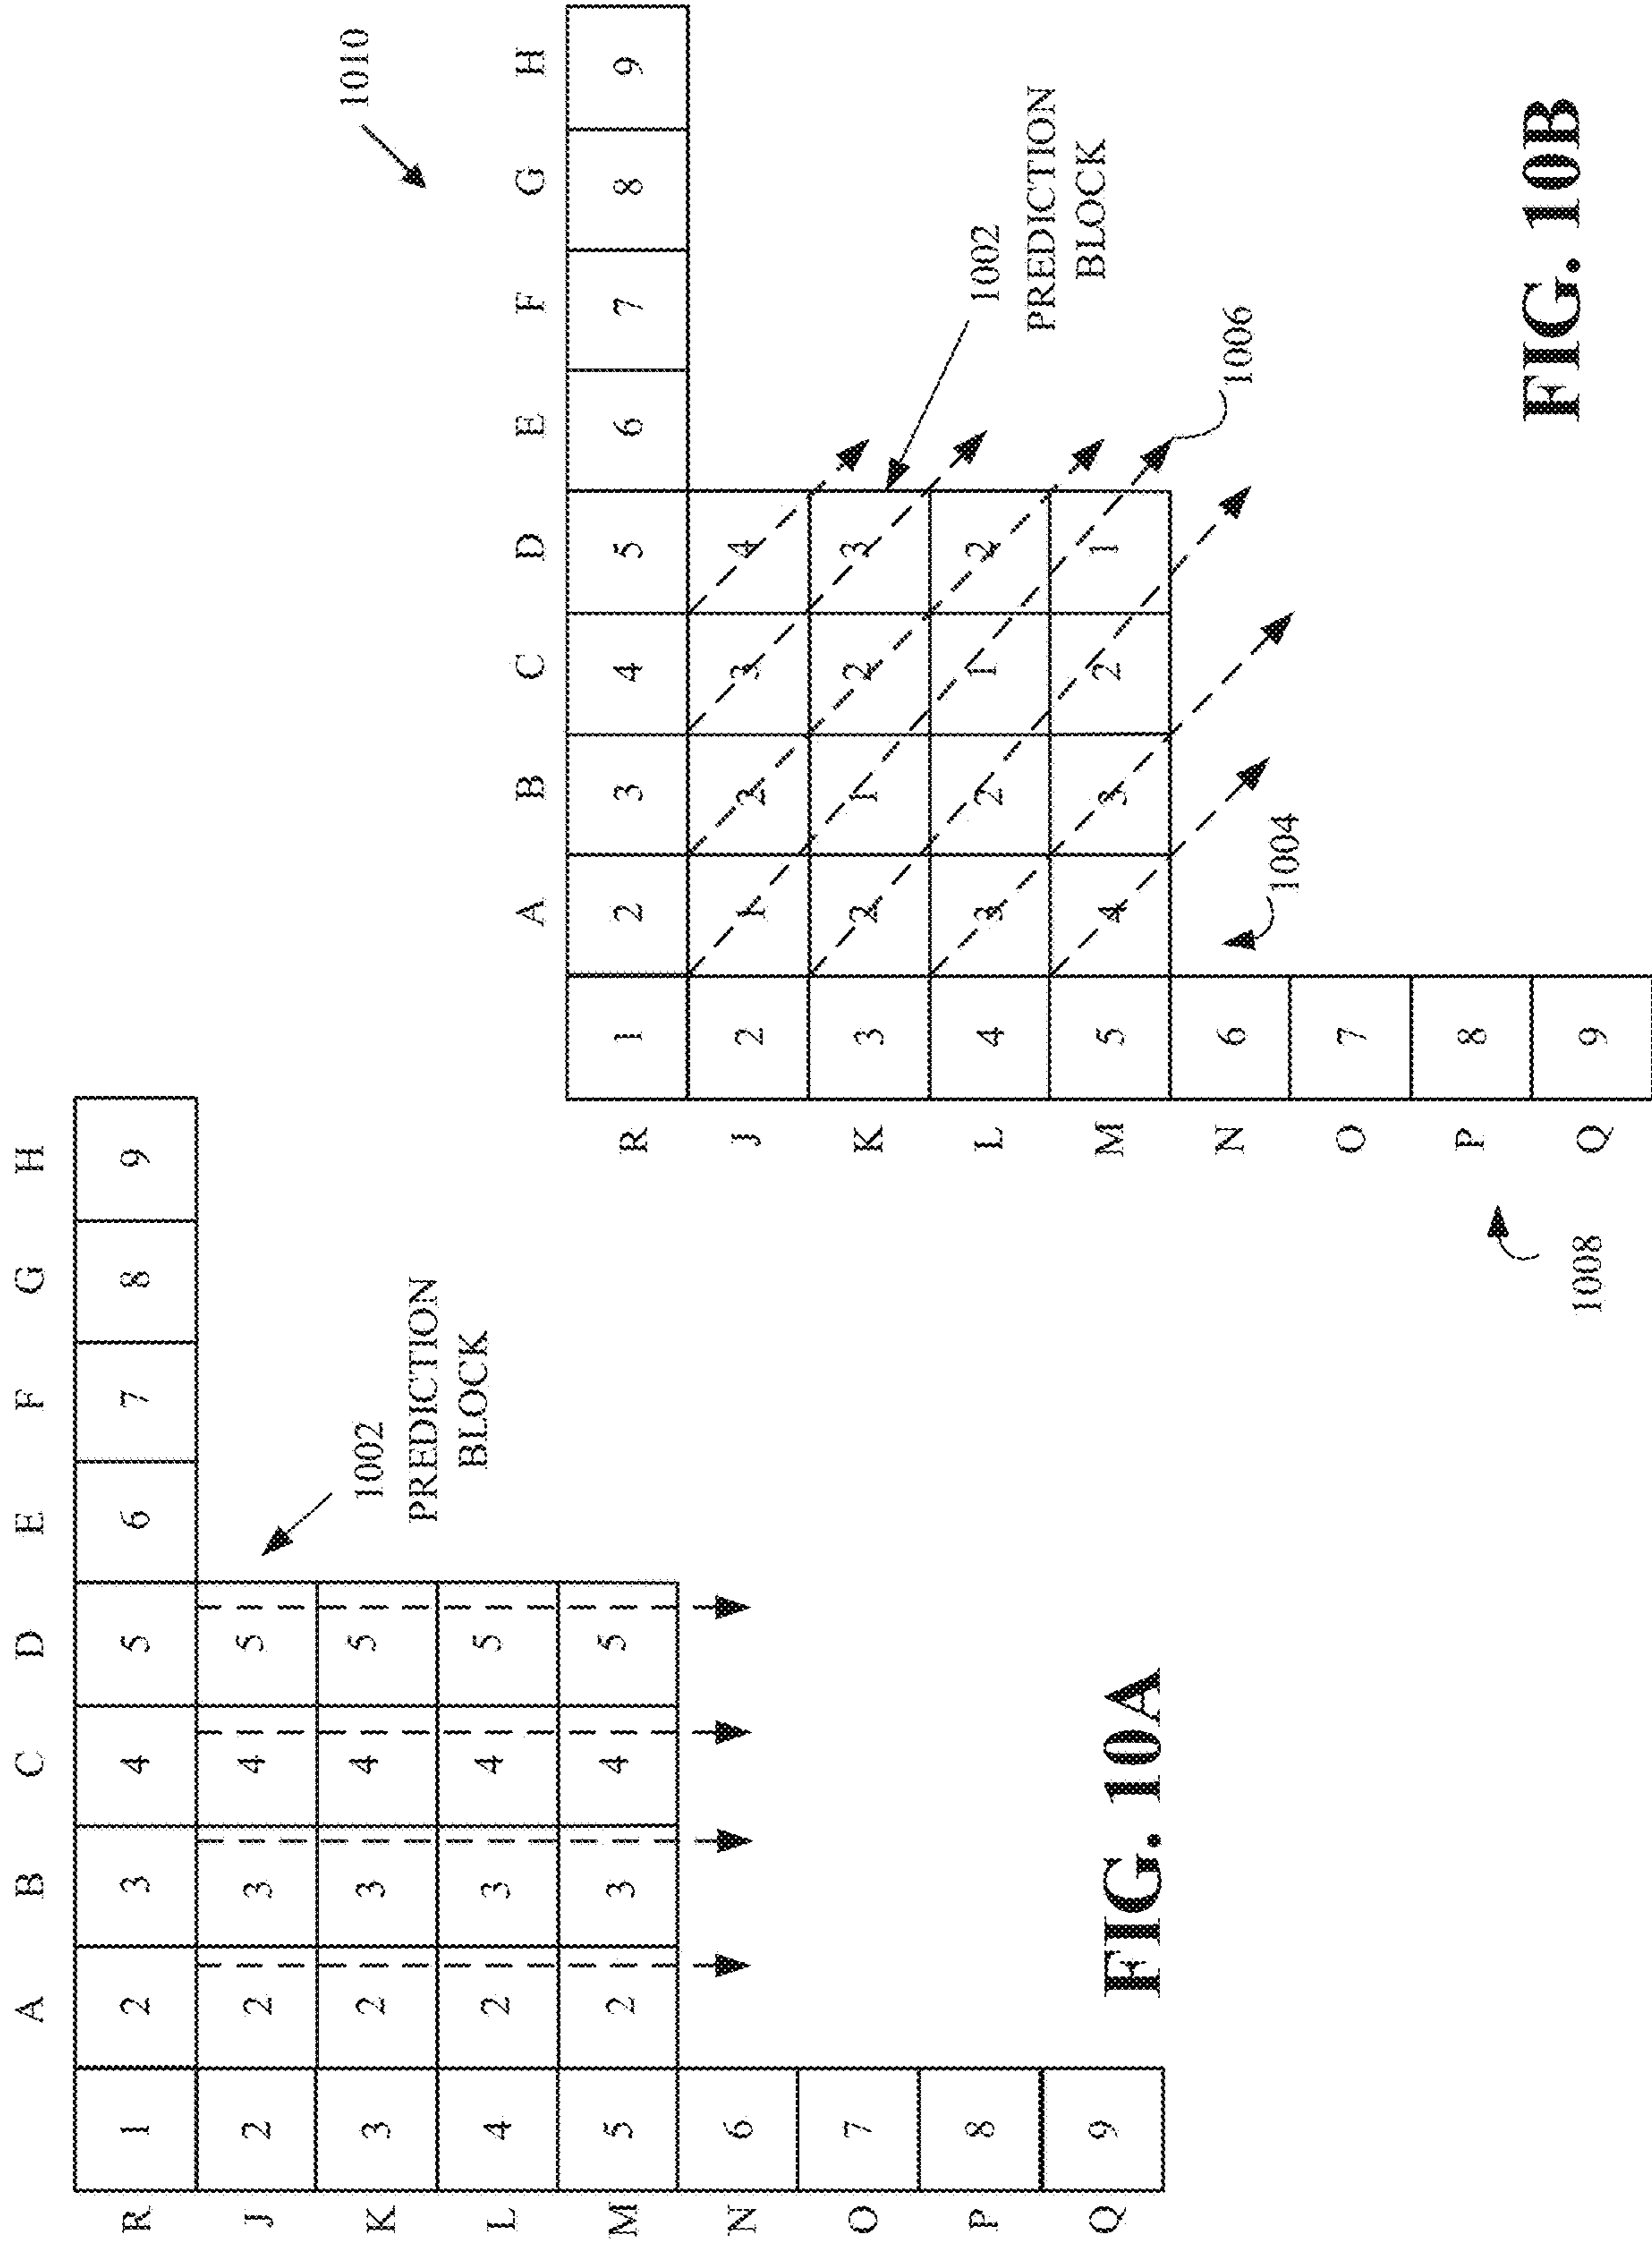 A B C D E F G H
R 1 2 3 4 5 6 7 8 9
J 2 2 3 4 5
K 3 2 3 4 5
L 4 2 3 4 5
M 5 2 3 4 5
N 6
O 7
P 8
Q 9
1002
PREDICTION
BLOCK
FIG. 10A
1010
A B C D E F G H
R 1 2 3 4 5 6 7 8 9
J 2 1 2 3 4
K 3 2 1 2 3
L 4 3 2 1 2
M 5 4 3 2 1
N 6
O 7
P 8
Q 9
1002
PREDICTION
BLOCK
1006
1004
1008
FIG. 10B